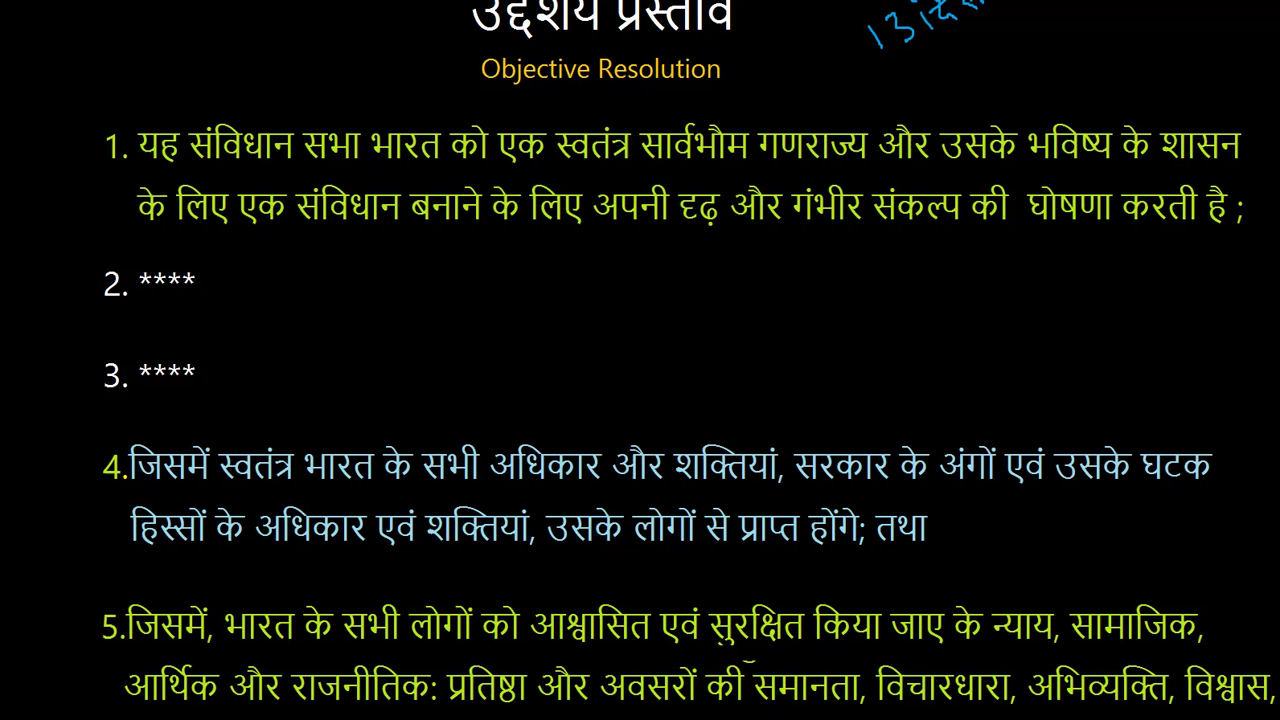 उद्देशय प्रस्ताव
13 दि
Objective Resolution
1. यह संविधान सभा भारत को एक स्वतंत्र सार्वभौम गणराज्य और उसके भविष्य के शासन
के लिए एक संविधान बनाने के लिए अपनी दृढ़ और गंभीर संकल्प की घोषणा करती है ;
2. ****
3. ****
4.जिसमें स्वतंत्र भारत के सभी अधिकार और शक्तियां, सरकार के अंगों एवं उसके घटक
हिस्सों के अधिकार एवं शक्तियां, उसके लोगों से प्राप्त होंगे; तथा
5.जिसमें, भारत के सभी लोगों को आश्वासित एवं सुरक्षित किया जाए के न्याय, सामाजिक,
आर्थिक और राजनीतिक: प्रतिष्ठा और अवसरों की समानता, विचारधारा, अभिव्यक्ति, विश्वास,